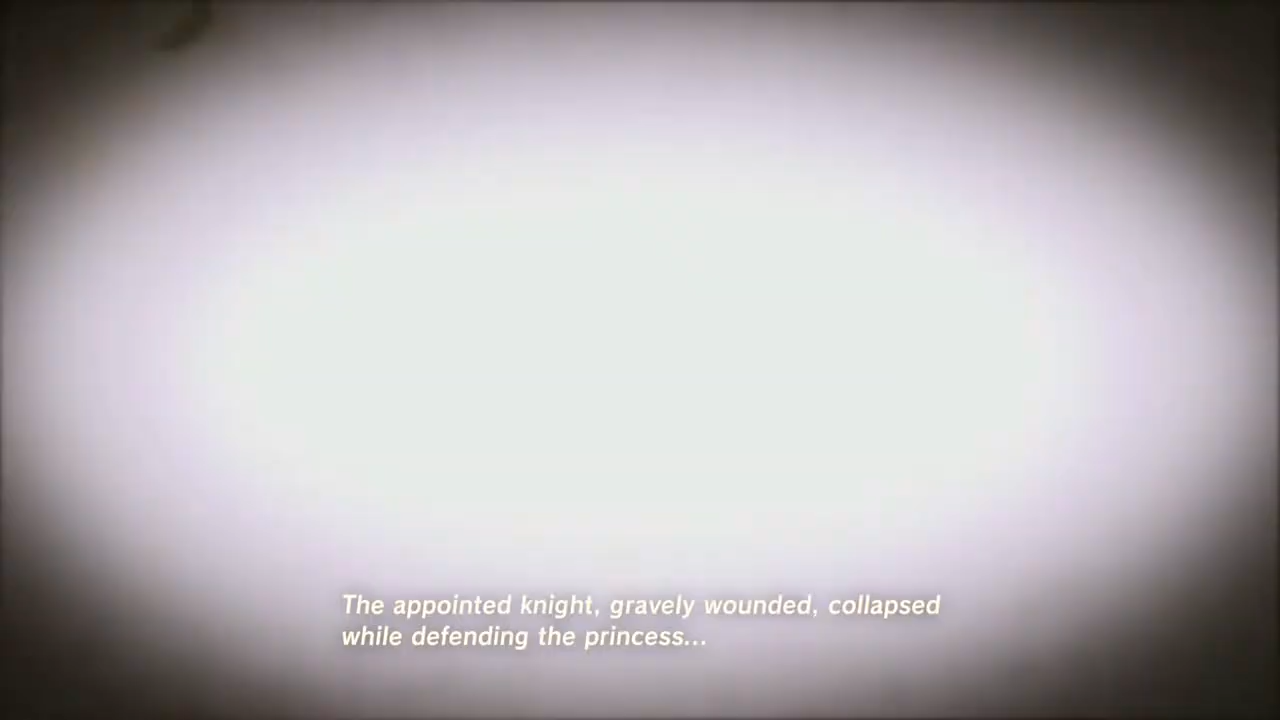 The appointed knight, gravely wounded, collapsed
while defending the princess...